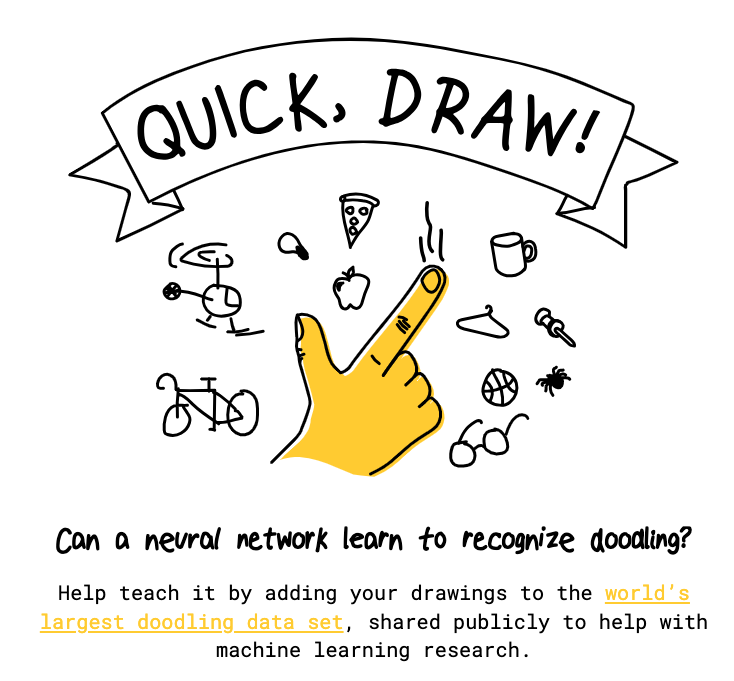 QUICK, DRAW!
Can a neural network learn to recognize doodling?
Help teach it by adding your drawings to the world's
largest doodling data set, shared publicly to help with
machine learning research.